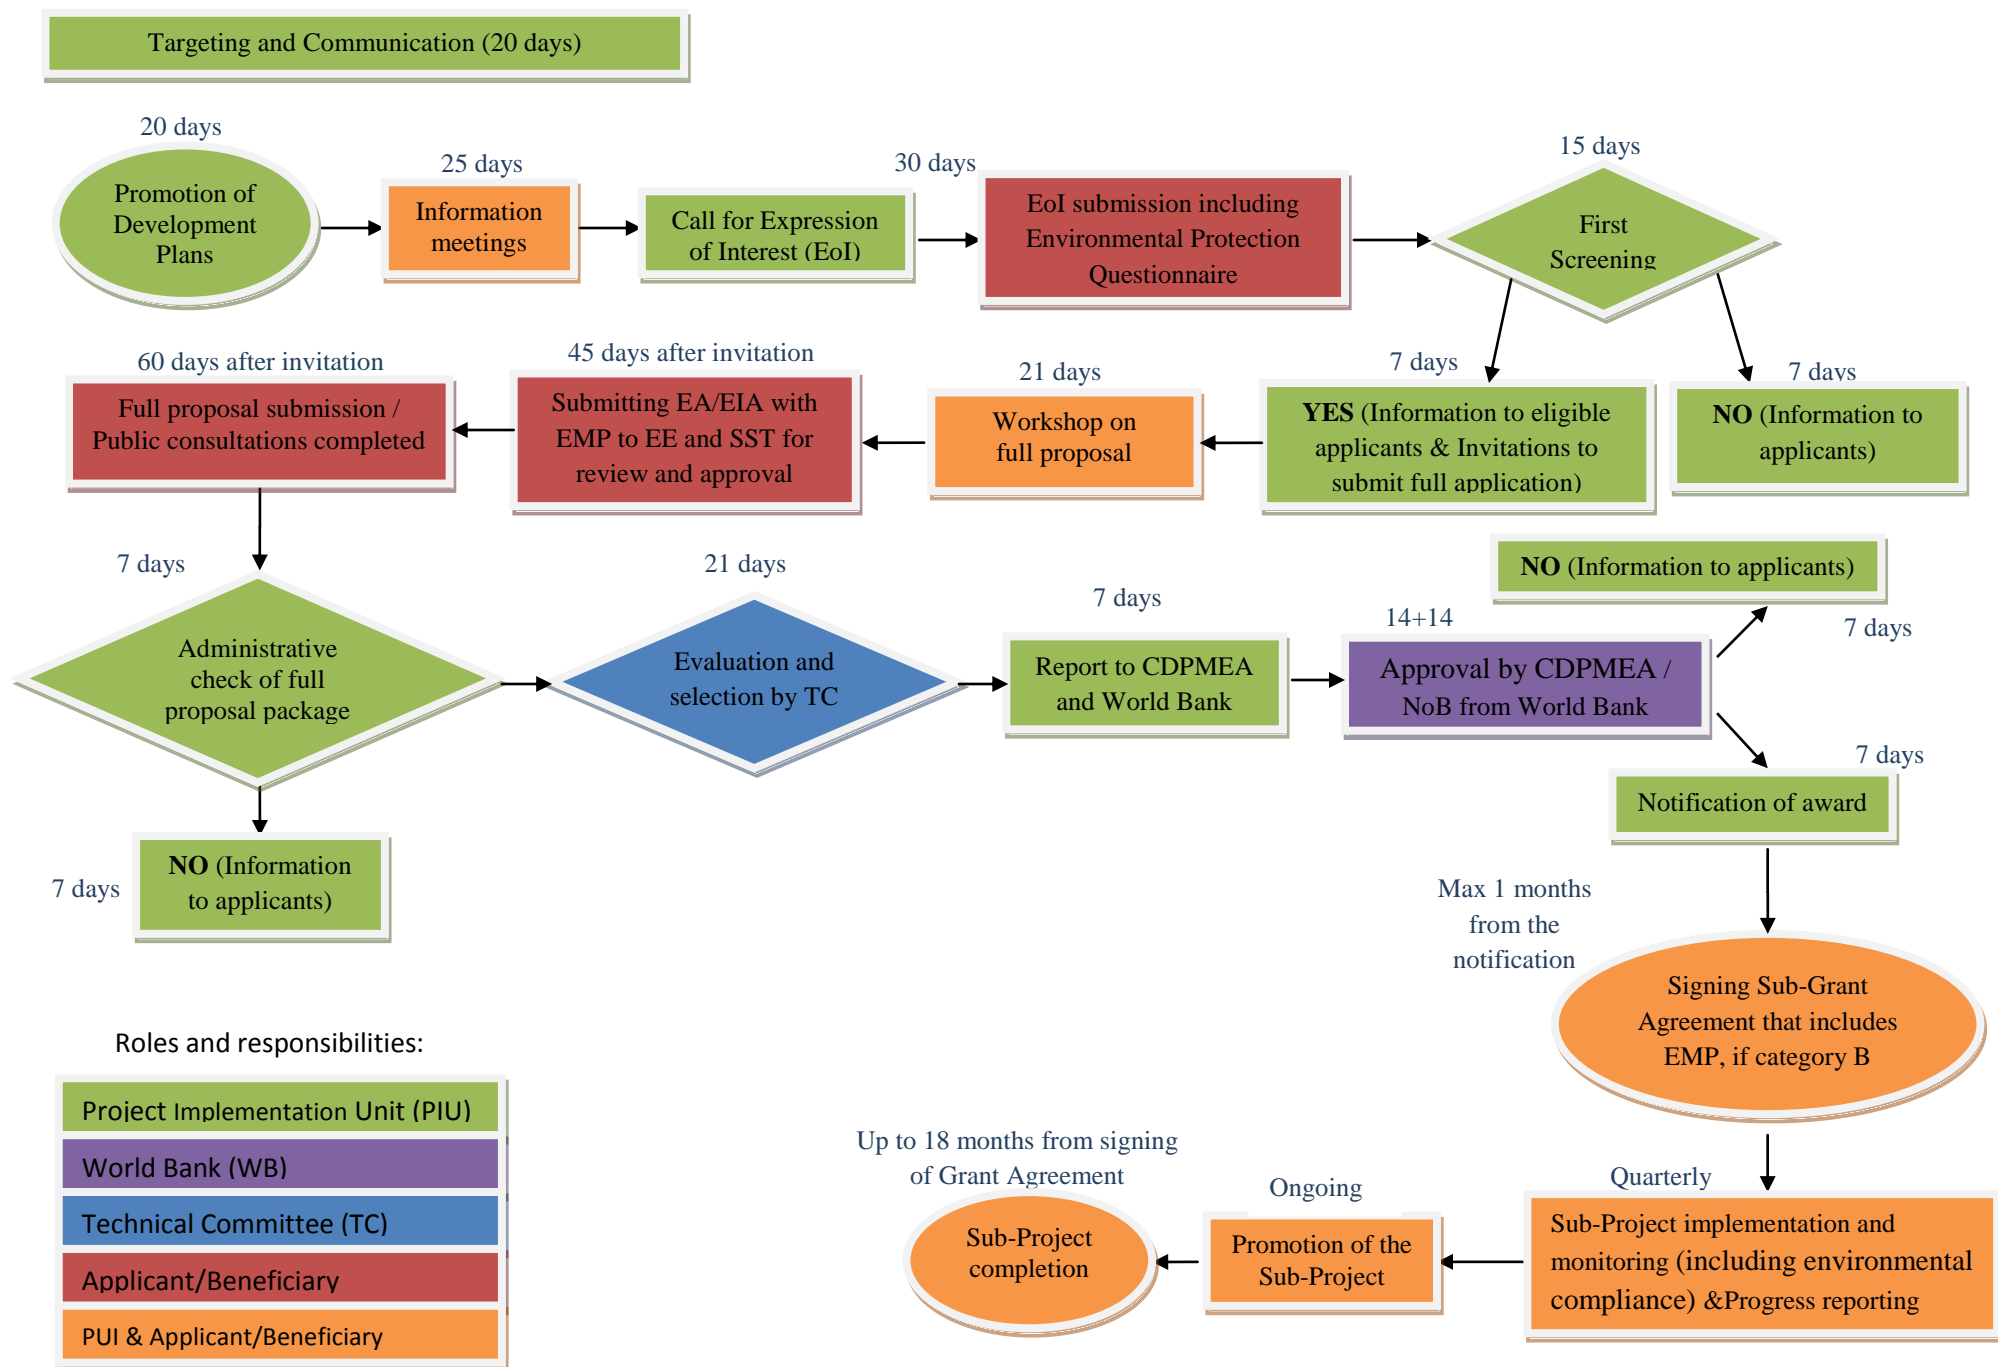 Targeting and Communication (20 days)
20 days
Promotion of
Development
Plans
25 days
Information
meetings
Call for Expression
of Interest (EoI)
30 days
EoI submission including
Environmental Protection
Questionnaire
15 days
First
Screening
7 days
NO (Information to
applicants)
7 days
YES (Information to eligible
applicants & Invitations to
submit full application)
21 days
Workshop on
full proposal
45 days after invitation
Submitting EA/EIA with
EMP to EE and SST for
review and approval
60 days after invitation
Full proposal submission /
Public consultations completed
7 days
Administrative
check of full
proposal package
7 days
NO (Information
to applicants)
21 days
Evaluation and
selection by TC
7 days
Report to CDPMEA
and World Bank
14+14
Approval by CDPMEA /
NoB from World Bank
NO (Information to applicants)
7 days
7 days
Notification of award
Max 1 months
from the
notification
Signing Sub-Grant
Agreement that includes
EMP, if category B
Quarterly
Sub-Project implementation and
monitoring (including environmental
compliance) &Progress reporting
Ongoing
Promotion of the
Sub-Project
Up to 18 months from signing
of Grant Agreement
Sub-Project
completion
Roles and responsibilities:
Project Implementation Unit (PIU)
World Bank (WB)
Technical Committee (TC)
Applicant/Beneficiary
PUI & Applicant/Beneficiary